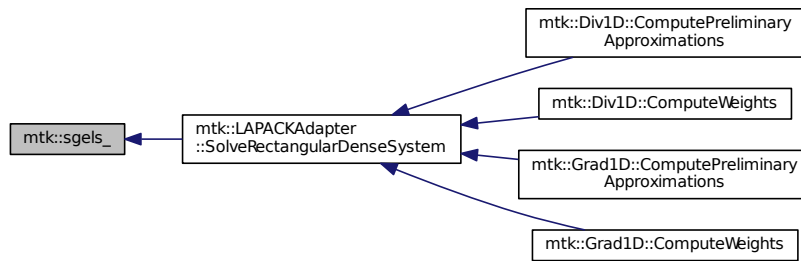 mtk::sgels_
mtk::LAPACKAdapter
::SolveRectangularDenseSystem
mtk::Div1D::ComputePreliminary
Approximations
mtk::Div1D::ComputeWeights
mtk::Grad1D::ComputePreliminary
Approximations
mtk::Grad1D::ComputeWeights